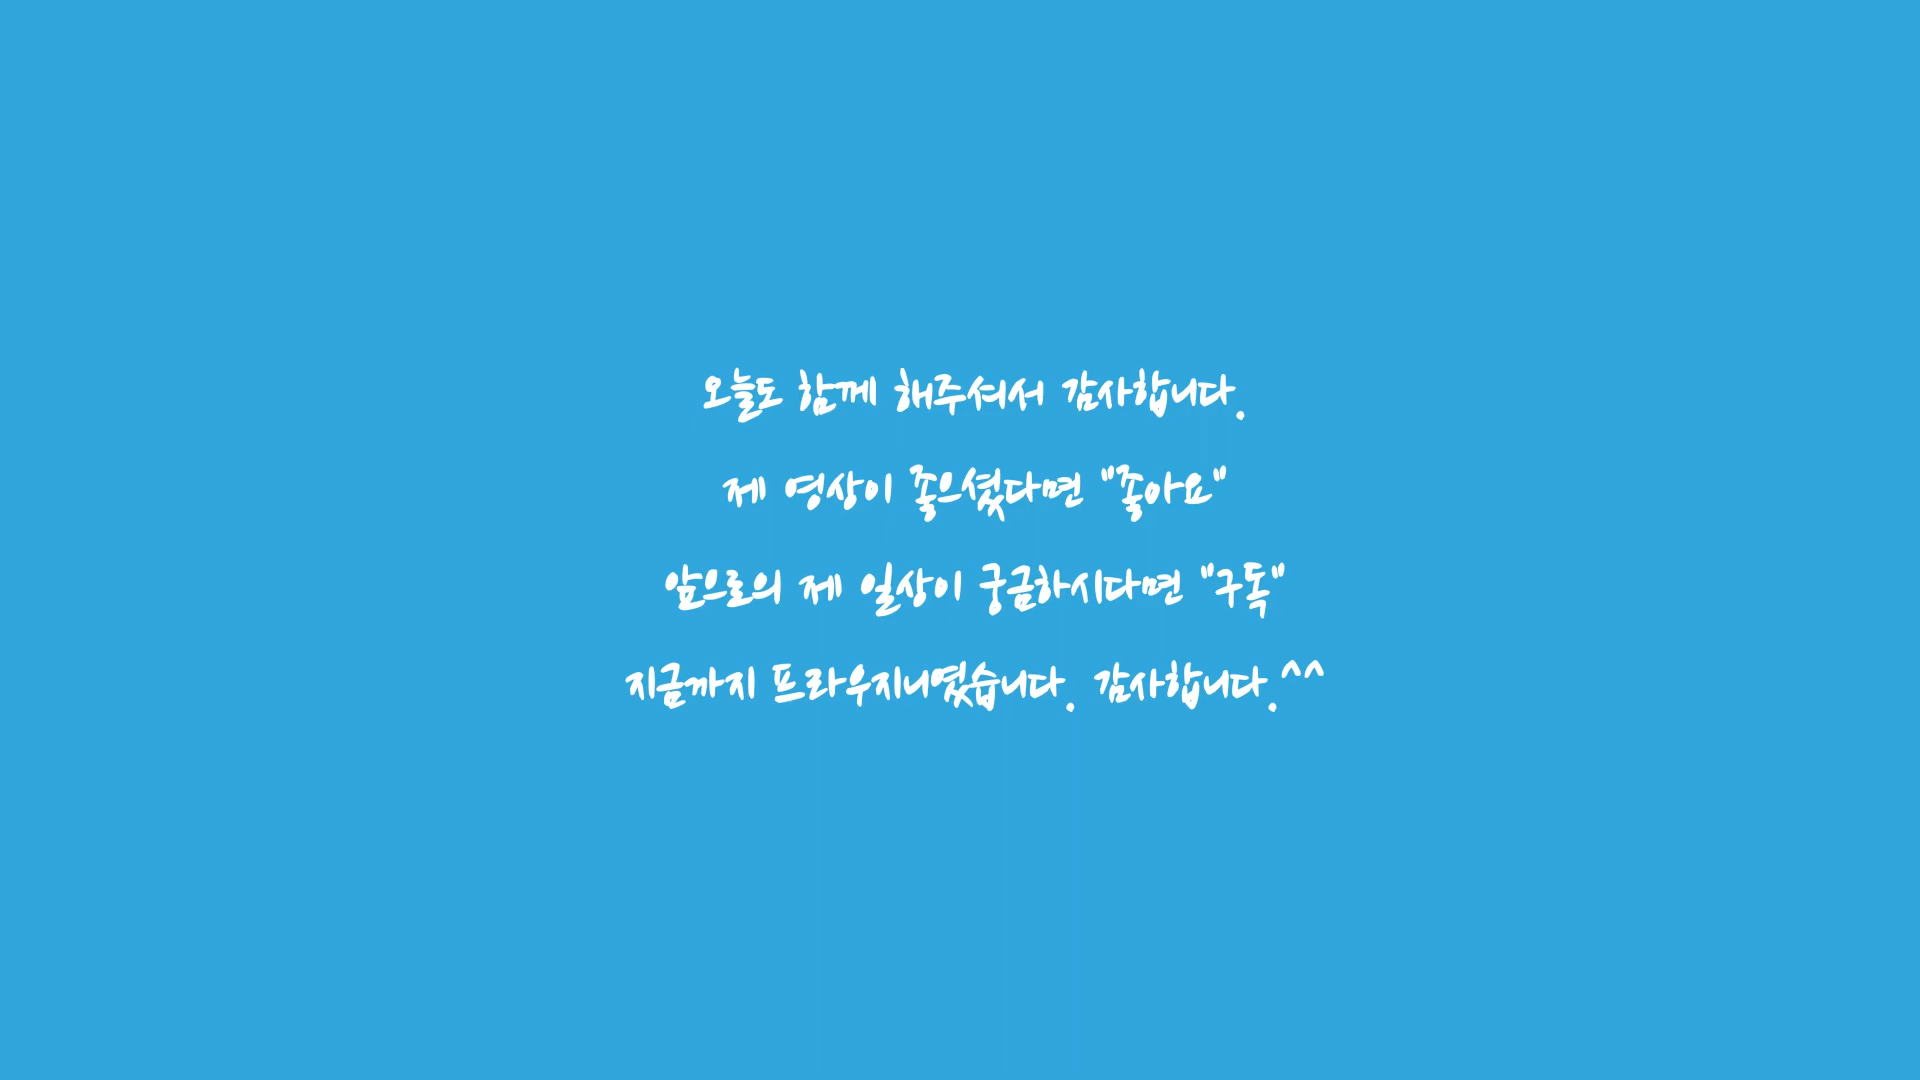 오늘도 함께 해주셔서 감사합니다.
제 영상이 좋으셨다면 "좋아요"
앞으로의 제 일상이 궁금하시다면 "구독"
지금까지 프라우지니였습니다. 감사합니다.^^